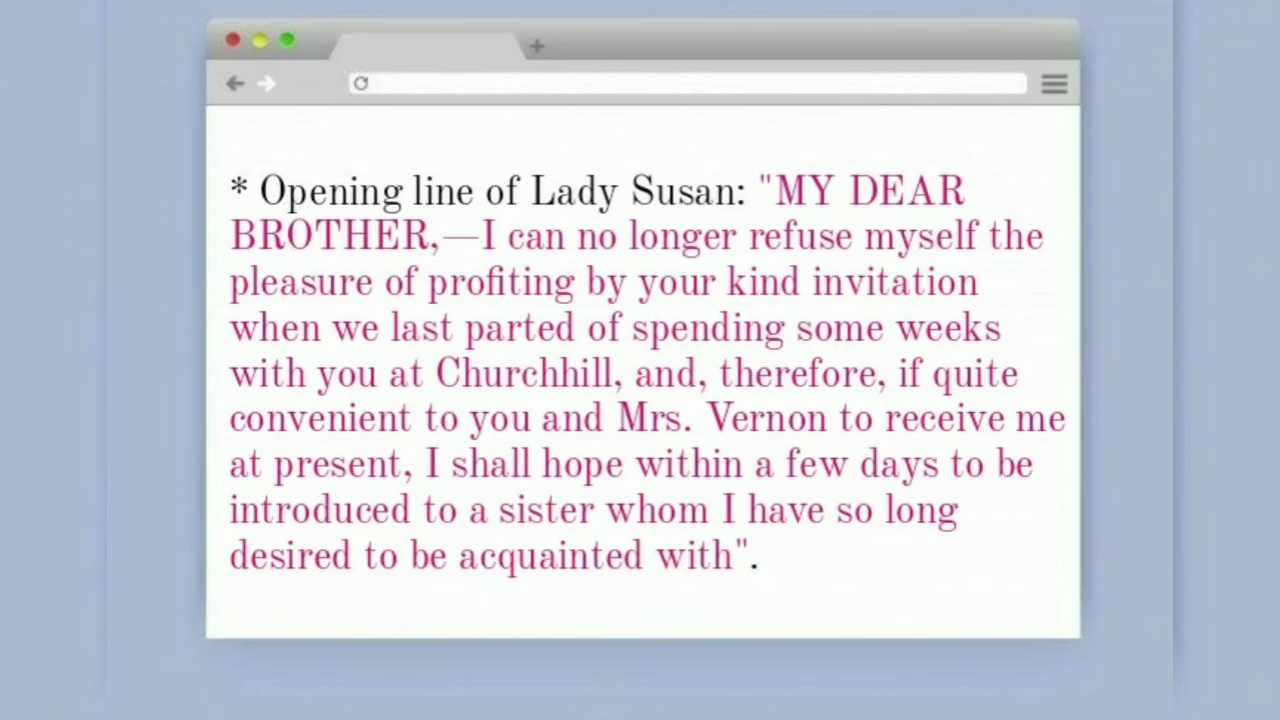 * Opening line of Lady Susan: "MY DEAR
BROTHER,—I can no longer refuse myself the
pleasure of profiting by your kind invitation
when we last parted of spending some weeks
with you at Churchhill, and, therefore, if quite
convenient to you and Mrs. Vernon to receive me
at present, I shall hope within a few days to be
introduced to a sister whom I have so long
desired to be acquainted with".